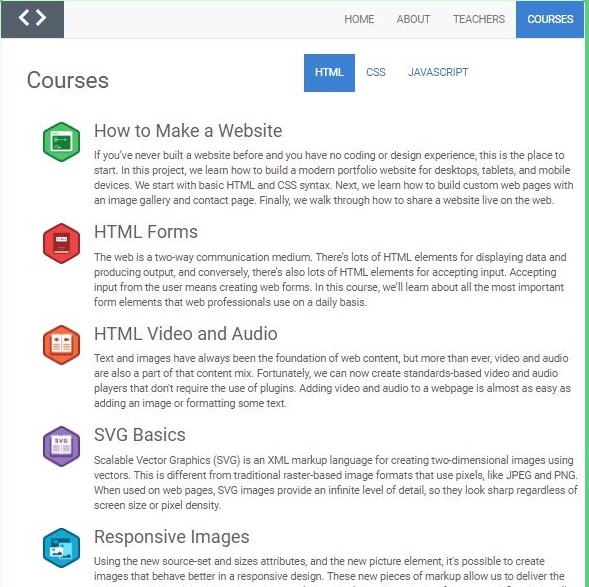 HOME ABOUT TEACHERS COURSES
Courses
HTML CSS JAVASCRIPT
How to Make a Website
If you've never built a website before and you have no coding or design experience, this is the place to
start. In this project, we learn how to build a modern portfolio website for desktops, tablets, and mobile
devices. We start with basic HTML and CSS syntax. Next, we learn how to build custom web pages with
an image gallery and contact page. Finally, we walk through how to share a website live on the web.
HTML Forms
The web is a two-way communication medium. There's lots of HTML elements for displaying data and
producing output, and conversely, there's also lots of HTML elements for accepting input. Accepting
input from the user means creating web forms. In this course, we'll learn about all the most important
form elements that web professionals use on a daily basis.
HTML Video and Audio
Text and images have always been the foundation of web content, but more than ever, video and audio
are also a part of that content mix. Fortunately, we can now create standards-based video and audio
players that don't require the use of plugins. Adding video and audio to a webpage is almost as easy as
adding an image or formatting some text.
SVG
SVG Basics
Scalable Vector Graphics (SVG) is an XML markup language for creating two-dimensional images using
vectors. This is different from traditional raster-based image formats that use pixels, like JPEG and PNG.
When used on web pages, SVG images provide an infinite level of detail, so they look sharp regardless of
screen size or pixel density.
Responsive Images
Using the new source-set and sizes attributes, and the new picture element, it's possible to create
images that behave better in a responsive design. These new pieces of markup allow us to deliver the